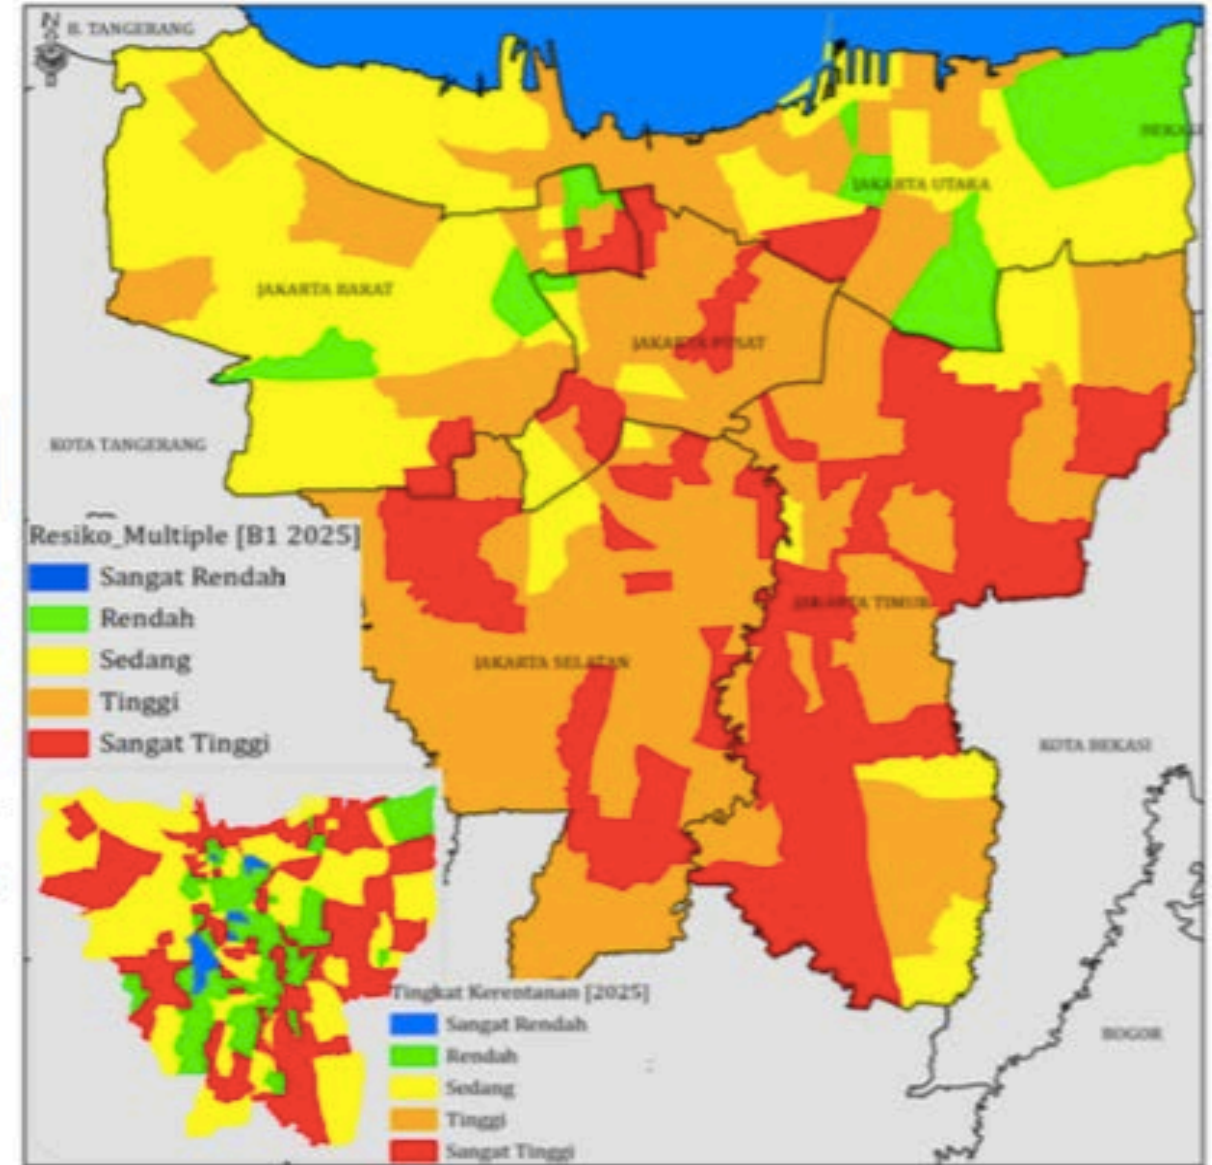 N
B. TANGERANG
BEKASI
JAKARTA UTARA
JAKARTA BARAT
JAKARTA PUSAT
KOTA TANGERANG
Resiko_Multiple [B1 2025]
Sangat Rendah
Rendah
Sedang
Tinggi
Sangat Tinggi
JAKARTA TIMUR
JAKARTA SELATAN
KOTA BEKASI
Tingkat Kerentanan [2025]
Sangat Rendah
Rendah
Sedang
Tinggi
Sangat Tinggi
BOGOR